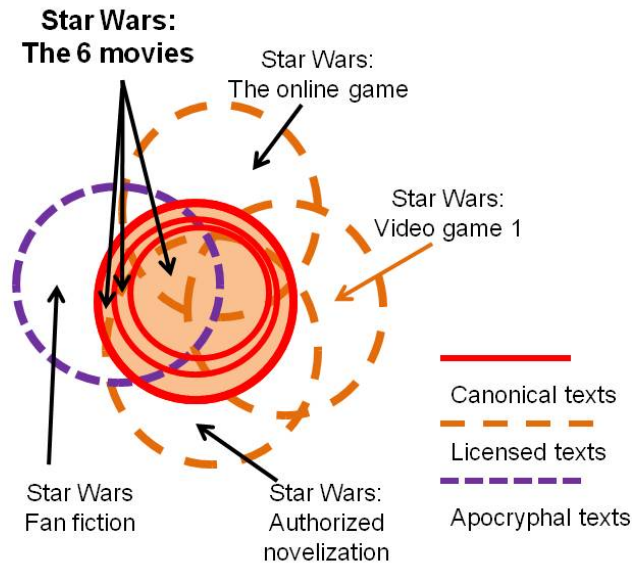 Star Wars:
The 6 movies
Star Wars:
The online game
Star Wars:
Video game 1
Canonical texts
Licensed texts
Apocryphal texts
Star Wars
Fan fiction
Star Wars:
Authorized
novelization